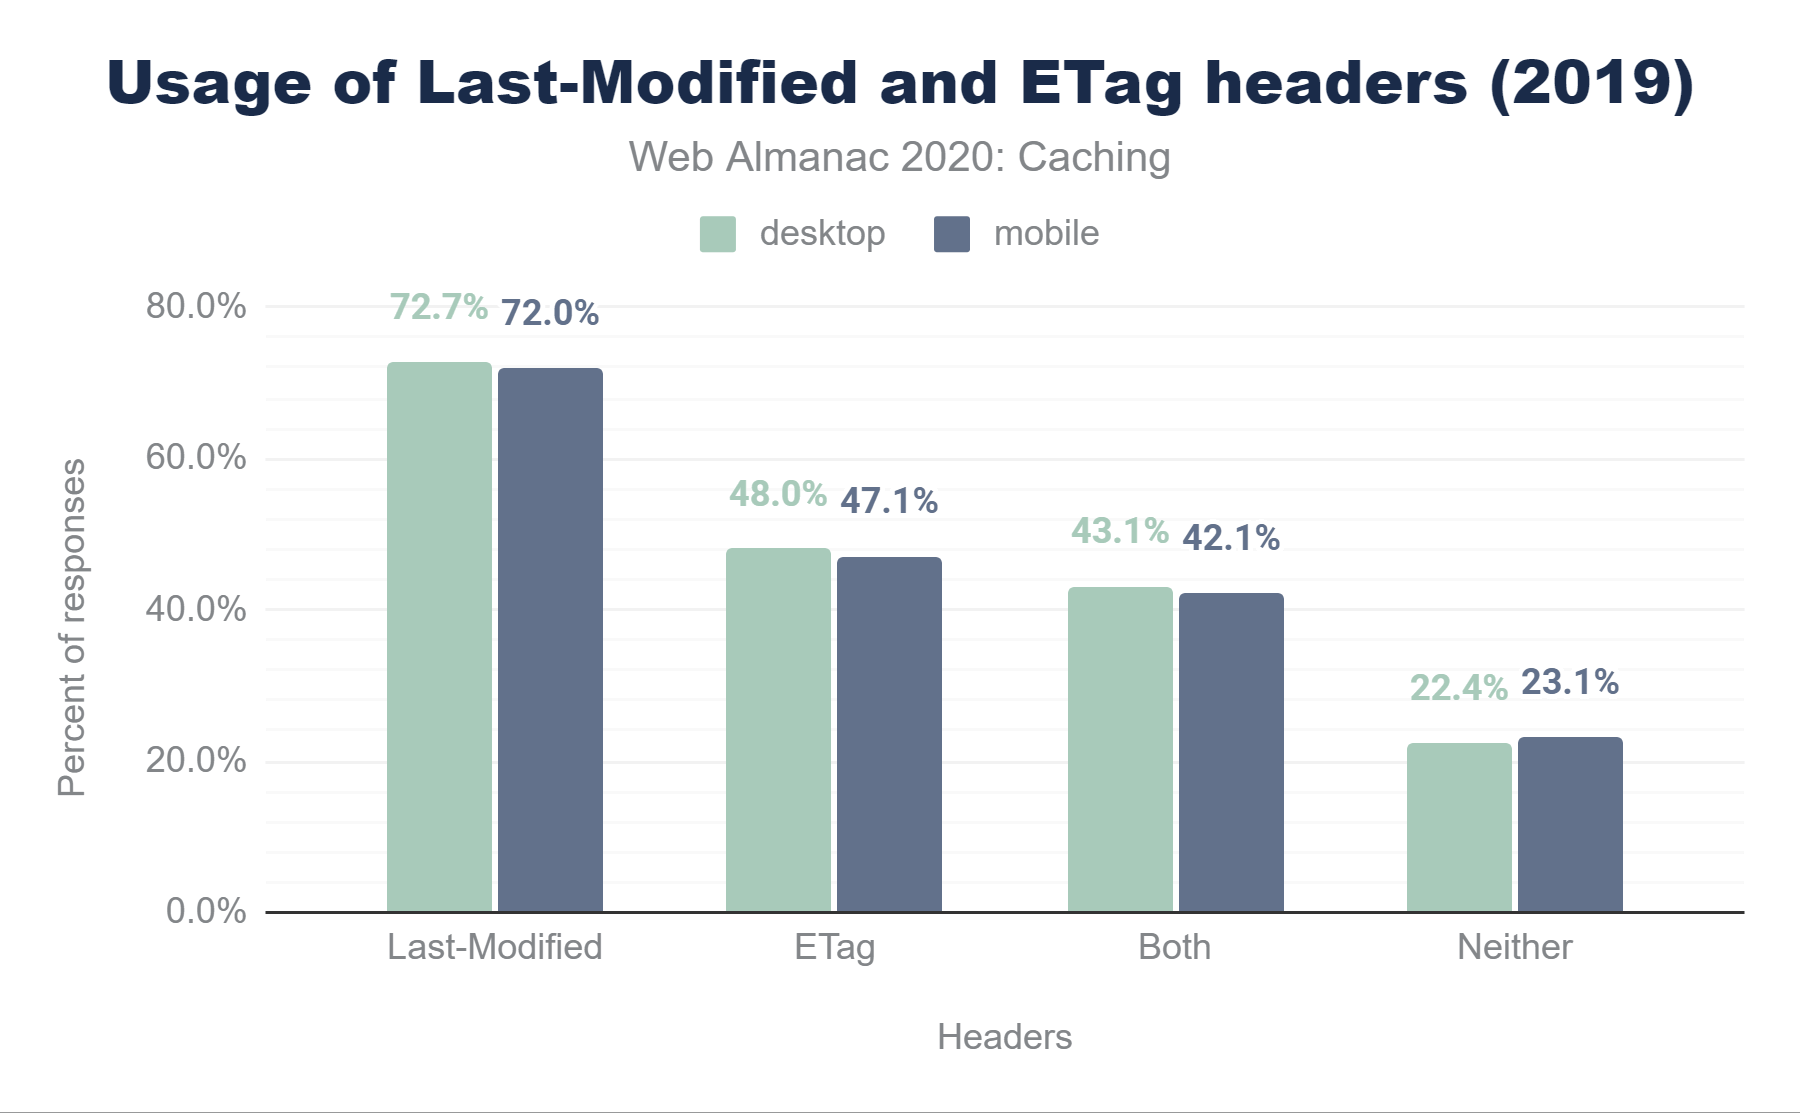 Usage of Last-Modified and ETag headers (2019)
Web Almanac 2020: Caching
desktop mobile
Percent of responses
80.0%
60.0%
40.0%
20.0%
0.0%
72.7% 72.0%
48.0% 47.1%
43.1% 42.1%
22.4% 23.1%
Last-Modified ETag Both Neither
Headers